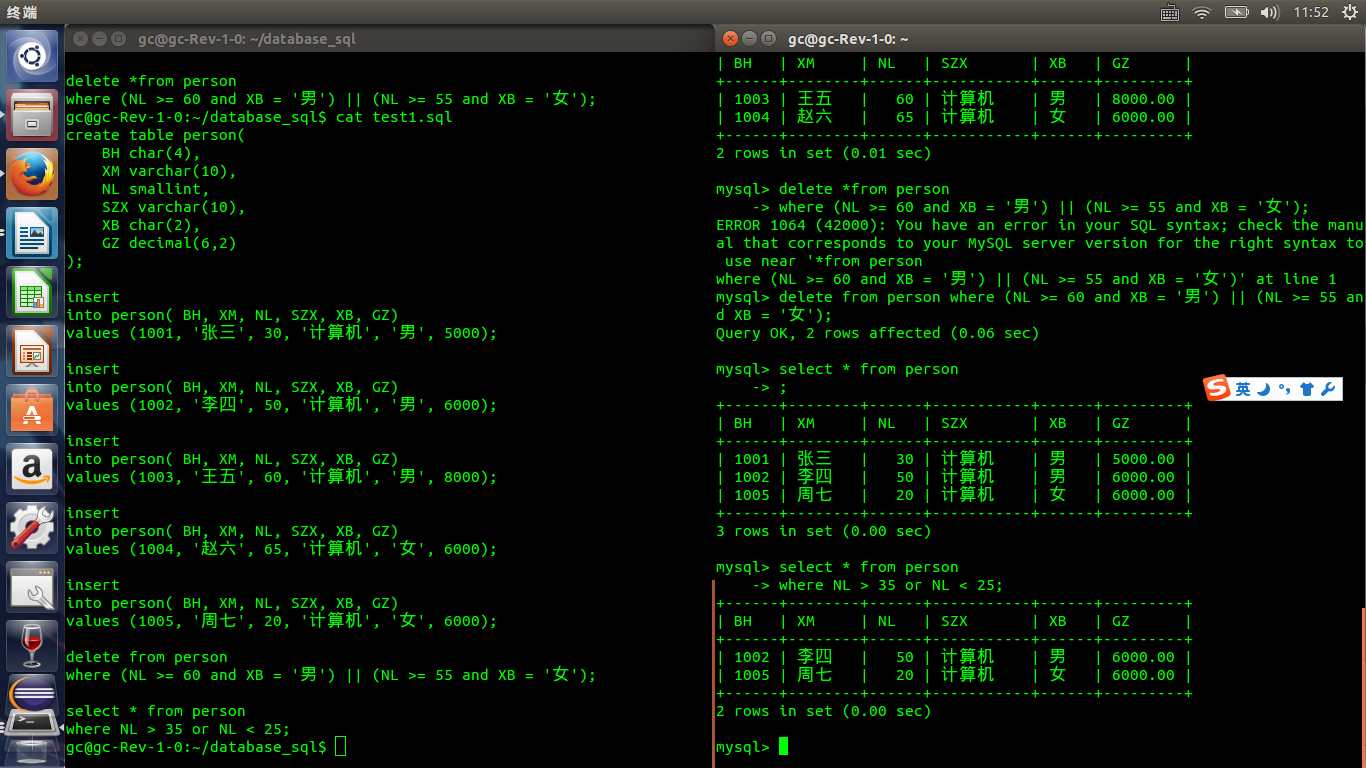 终端
11:52
gc@gc-Rev-1-0: ~/database_sql
delete *from person
where (NL >= 60 and XB = '男') || (NL >= 55 and XB = '女');
gc@gc-Rev-1-0:~/database_sql$ cat test1.sql
create table person(
    BH char(4),
    XM varchar(10),
    NL smallint,
    SZX varchar(10),
    XB char(2),
    GZ decimal(6,2)
);
insert
into person( BH, XM, NL, SZX, XB, GZ)
values (1001, '张三', 30, '计算机', '男', 5000);
insert
into person( BH, XM, NL, SZX, XB, GZ)
values (1002, '李四', 50, '计算机', '男', 6000);
insert
into person( BH, XM, NL, SZX, XB, GZ)
values (1003, '王五', 60, '计算机', '男', 8000);
insert
into person( BH, XM, NL, SZX, XB, GZ)
values (1004, '赵六', 65, '计算机', '女', 6000);
insert
into person( BH, XM, NL, SZX, XB, GZ)
values (1005, '周七', 20, '计算机', '女', 6000);
delete from person
where (NL >= 60 and XB = '男') || (NL >= 55 and XB = '女');
select * from person
where NL > 35 or NL < 25;
gc@gc-Rev-1-0:~/database_sql$
gc@gc-Rev-1-0: ~
| BH   | XM     | NL   | SZX       | XB   | GZ      |
+------+--------+------+-----------+------+---------+
| 1003 | 王五   |   60 | 计算机    | 男   | 8000.00 |
| 1004 | 赵六   |   65 | 计算机    | 女   | 6000.00 |
+------+--------+------+-----------+------+---------+
2 rows in set (0.01 sec)
mysql> delete *from person
    -> where (NL >= 60 and XB = '男') || (NL >= 55 and XB = '女');
ERROR 1064 (42000): You have an error in your SQL syntax; check the manu
al that corresponds to your MySQL server version for the right syntax to
 use near '*from person
where (NL >= 60 and XB = '男') || (NL >= 55 and XB = '女')' at line 1
mysql> delete from person where (NL >= 60 and XB = '男') || (NL >= 55 an
d XB = '女');
Query OK, 2 rows affected (0.06 sec)
mysql> select * from person
    -> ;
+------+--------+------+-----------+------+---------+
| BH   | XM     | NL   | SZX       | XB   | GZ      |
+------+--------+------+-----------+------+---------+
| 1001 | 张三   |   30 | 计算机    | 男   | 5000.00 |
| 1002 | 李四   |   50 | 计算机    | 男   | 6000.00 |
| 1005 | 周七   |   20 | 计算机    | 女   | 6000.00 |
+------+--------+------+-----------+------+---------+
3 rows in set (0.00 sec)
mysql> select * from person
    -> where NL > 35 or NL < 25;
+------+--------+------+-----------+------+---------+
| BH   | XM     | NL   | SZX       | XB   | GZ      |
+------+--------+------+-----------+------+---------+
| 1002 | 李四   |   50 | 计算机    | 男   | 6000.00 |
| 1005 | 周七   |   20 | 计算机    | 女   | 6000.00 |
+------+--------+------+-----------+------+---------+
2 rows in set (0.00 sec)
mysql>
S 英